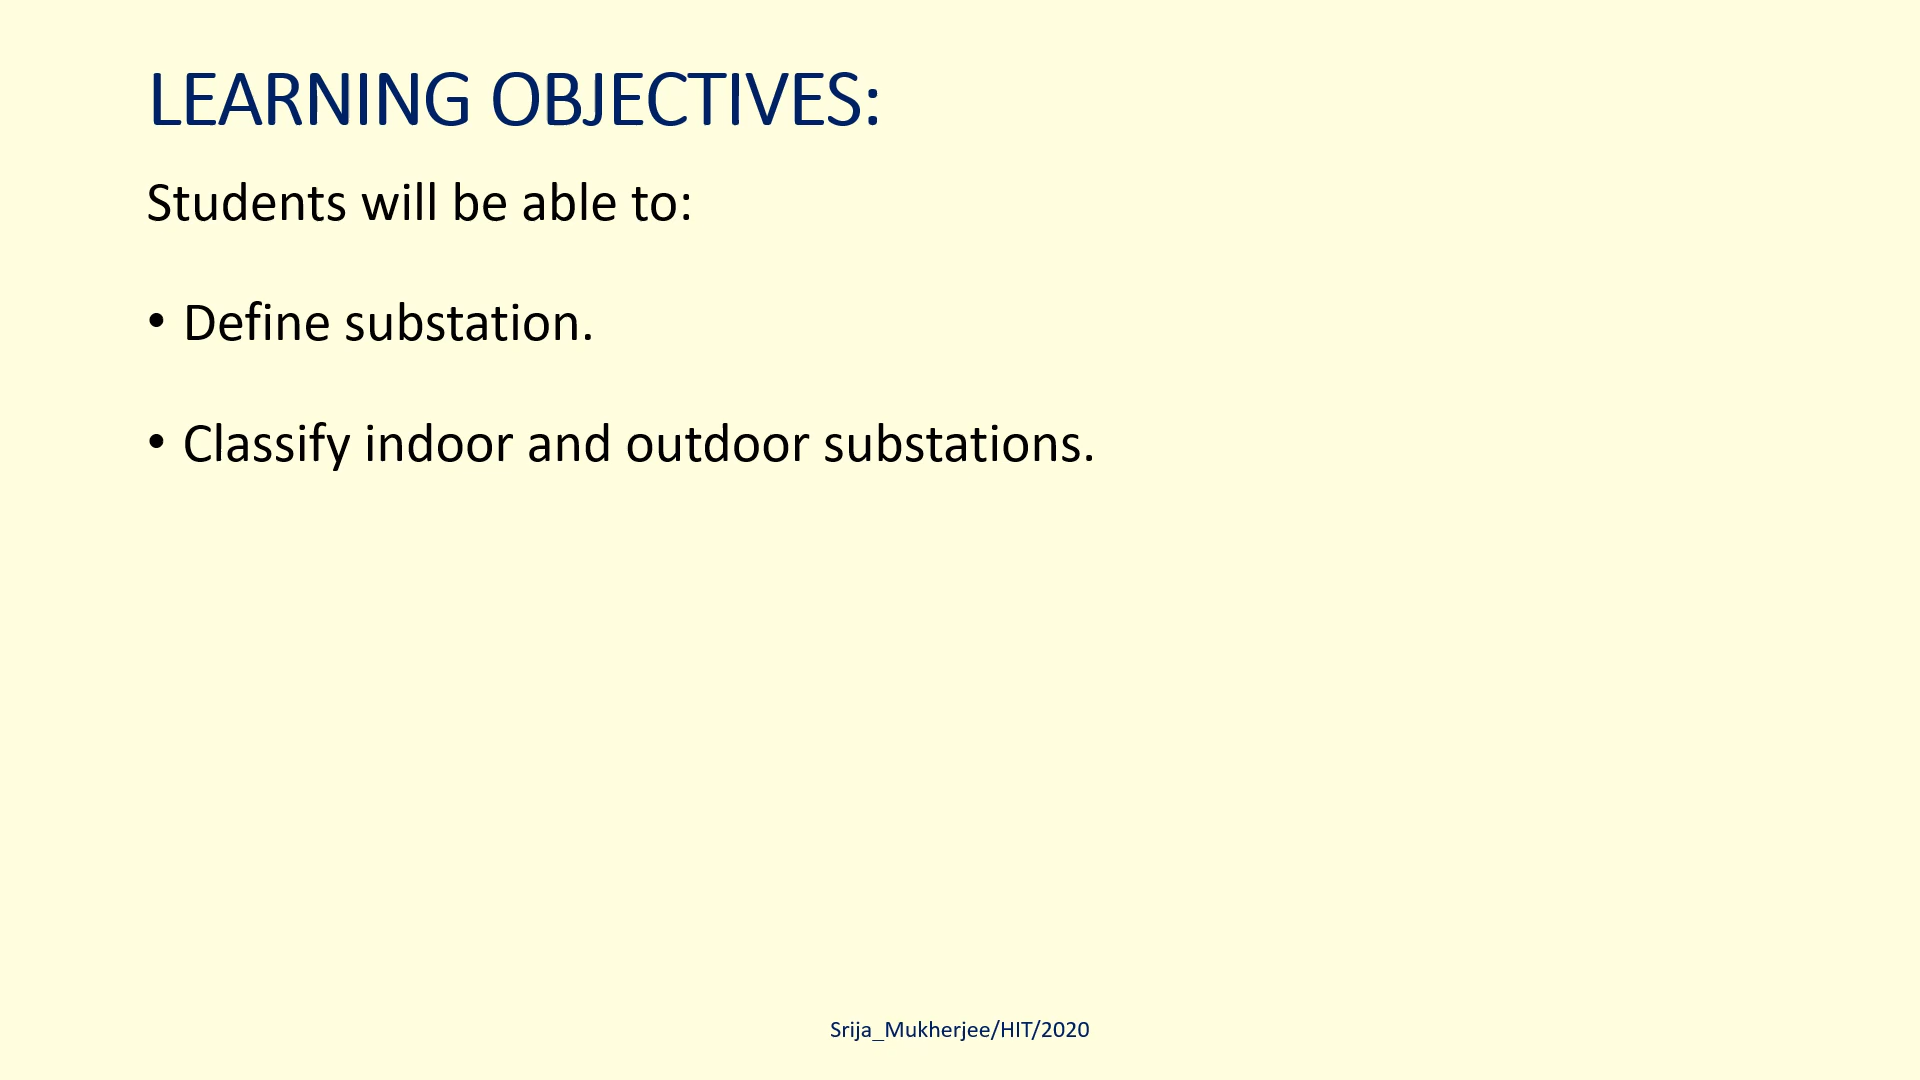 LEARNING OBJECTIVES:
Students will be able to:
• Define substation.
• Classify indoor and outdoor substations.
Srija_Mukherjee/HIT/2020